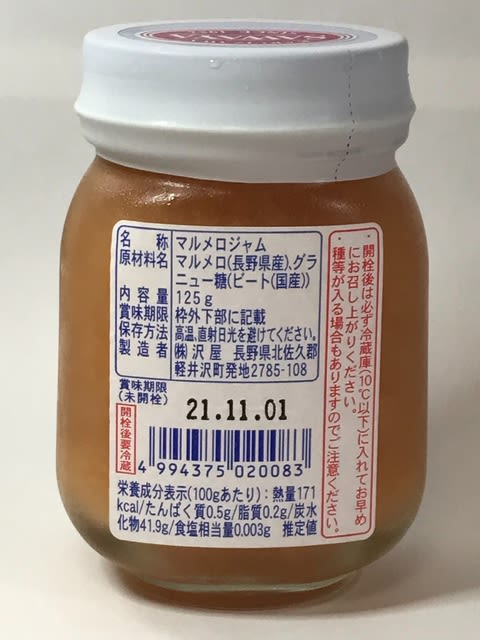 名称 マルメロジャム
原材料名 マルメロ(長野県産)、グラ
ニュー糖(ビート(国産))
内容量 125g
賞味期限 枠外下部に記載
保存方法 高温、直射日光を避けてください。
製造者 ㈱沢屋 長野県北佐久郡
軽井沢町発地2785-108
賞味期限
(未開栓)
21.11.01
開栓後要冷蔵
4 994375 020083
栄養成分表示(100gあたり):熱量171
kcal/たんぱく質0.5g/脂質0.2g/炭水
化物41.9g/食塩相当量0.003g 推定値
・開栓後は必ず冷蔵庫(10℃以下)に入れてお早め
にお召し上がりください。
・種等が入る場合もありますのでご注意ください。